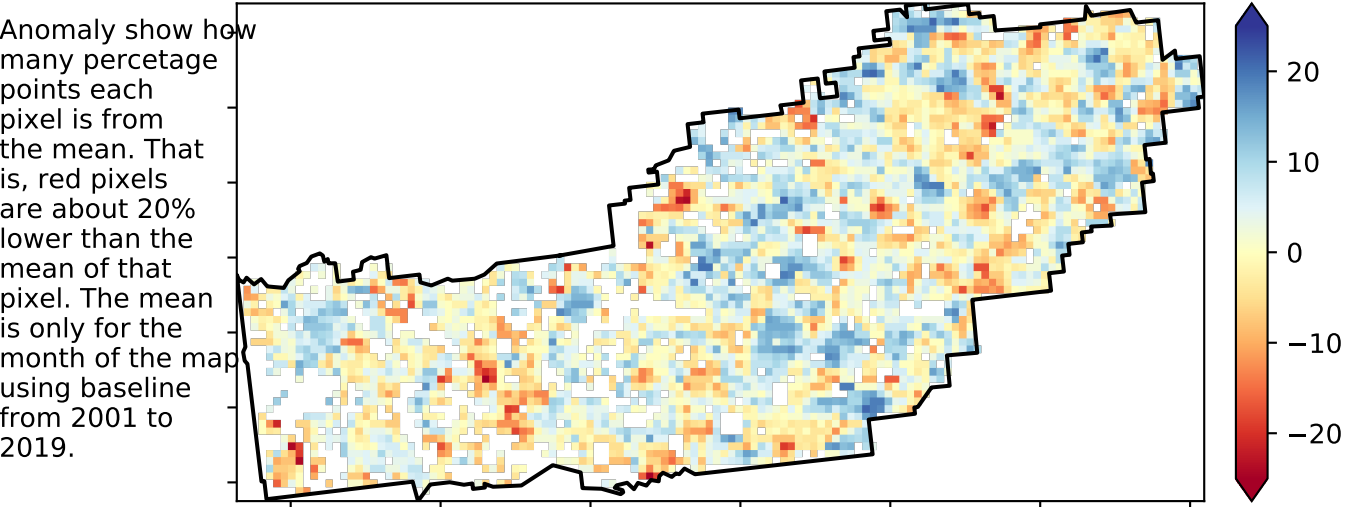 Anomaly show how
many percetage
points each
pixel is from
the mean. That
is, red pixels
are about 20%
lower than the
mean of that
pixel. The mean
is only for the
month of the map
using baseline
from 2001 to
2019.
20
10
0
−10
−20